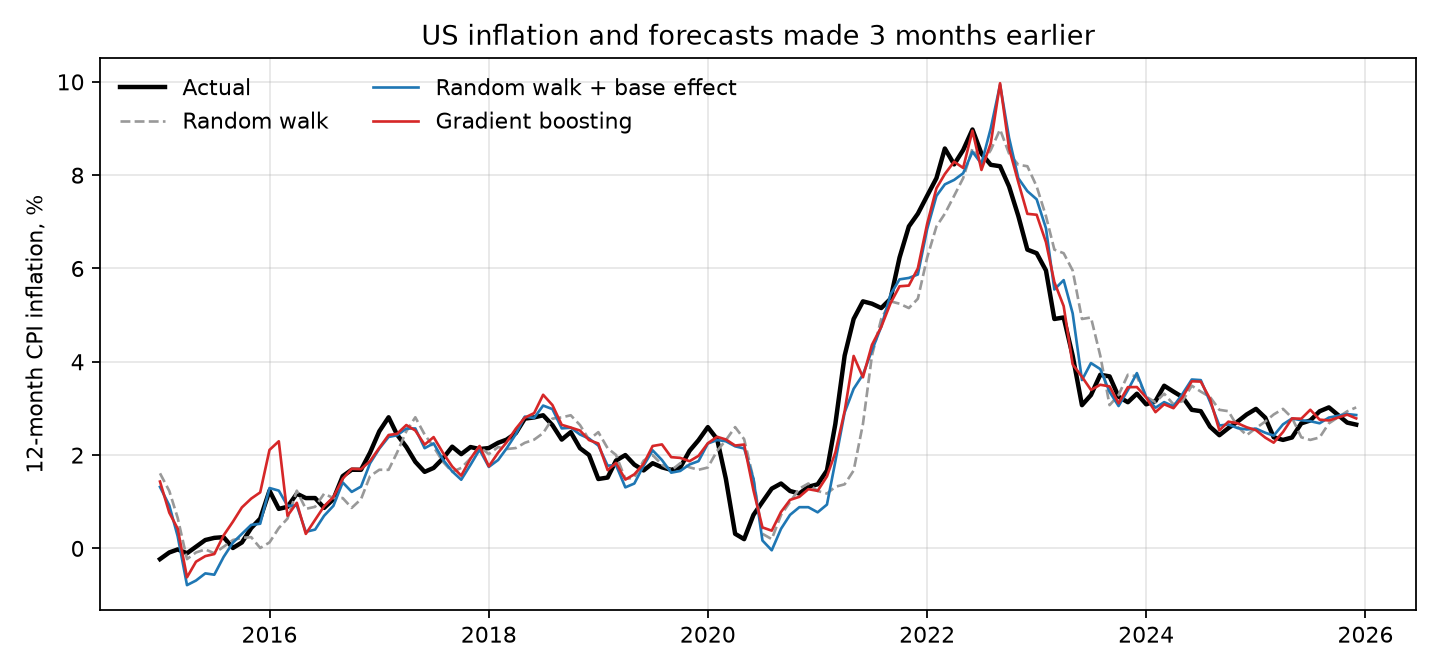 US inflation and forecasts made 3 months earlier
Actual
Random walk
Random walk + base effect
Gradient boosting
12-month CPI inflation, %
10
8
6
4
2
0
2016
2018
2020
2022
2024
2026